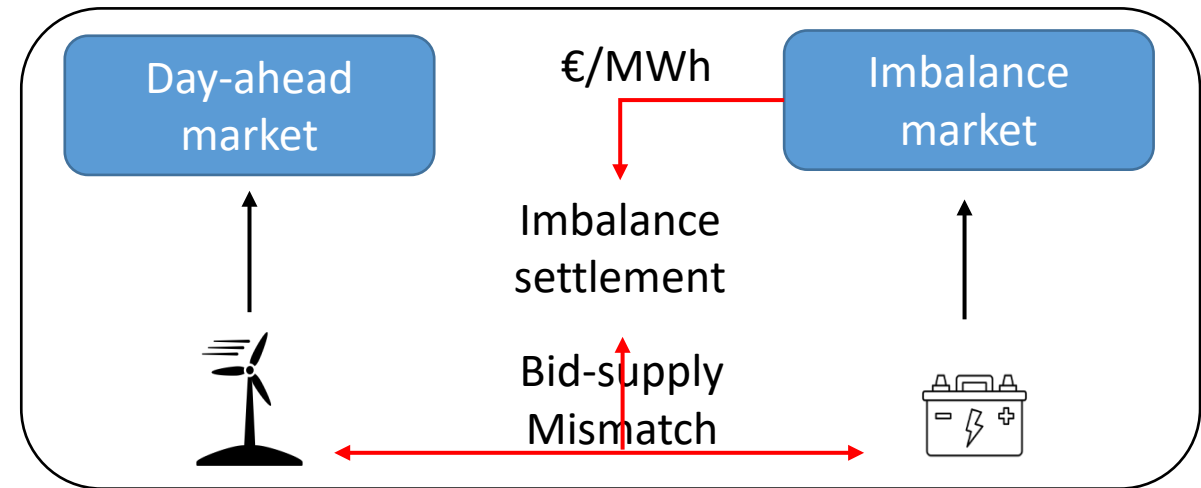 Day-ahead
market
€/MWh
Imbalance
market
Imbalance
settlement
Bid-supply
Mismatch